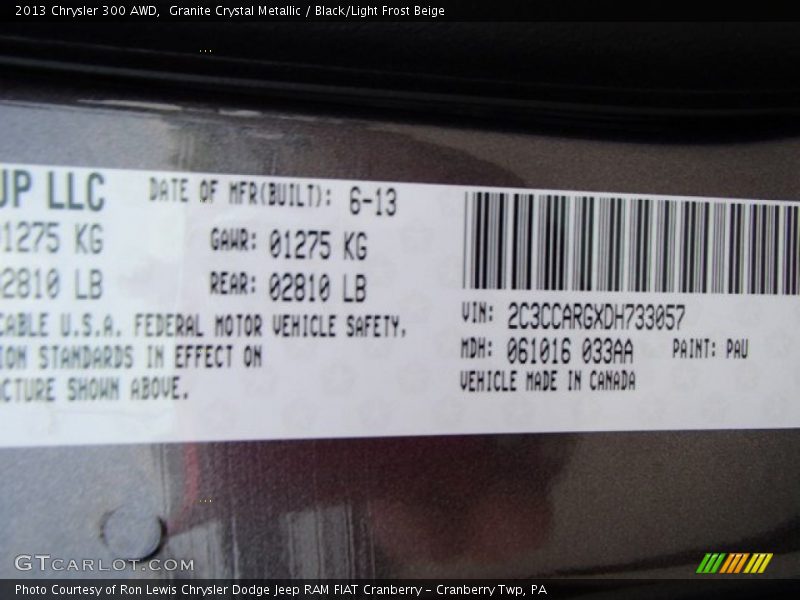 2013 Chrysler 300 AWD,  Granite Crystal Metallic / Black/Light Frost Beige
UP LLC
DATE OF MFR(BUILT): 6-13
01275 KG
GAWR: 01275 KG
02810 LB
REAR: 02810 LB
CABLE U.S.A. FEDERAL MOTOR VEHICLE SAFETY,
ION STANDARDS IN EFFECT ON
CTURE SHOWN ABOVE.
VIN: 2C3CCARGXDH733057
MDH: 061016 033AA PAINT: PAU
VEHICLE MADE IN CANADA
GTCARLOT.COM
Photo Courtesy of Ron Lewis Chrysler Dodge Jeep RAM FIAT Cranberry – Cranberry Twp, PA